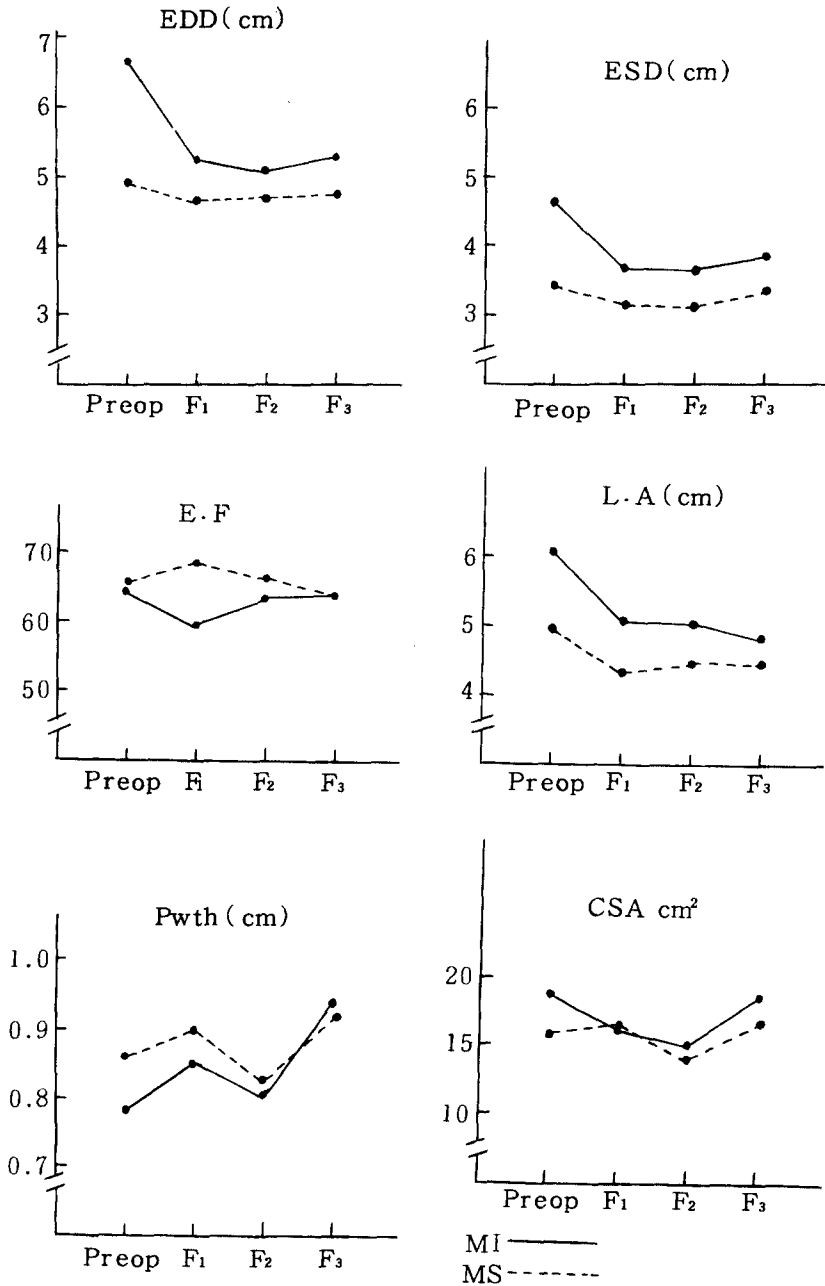 EDD (cm)
7
6
5
4
3
Preop F₁ F₂ F₃
ESD (cm)
6
5
4
3
Preop F₁ F₂ F₃
E.F
70
60
50
Preop F₁ F₂ F₃
L.A (cm)
6
5
4
Preop F₁ F₂ F₃
Pwth (cm)
1.0
0.9
0.8
0.7
Preop F₁ F₂ F₃
CSA cm²
20
15
10
Preop F₁ F₂ F₃
MI
MS